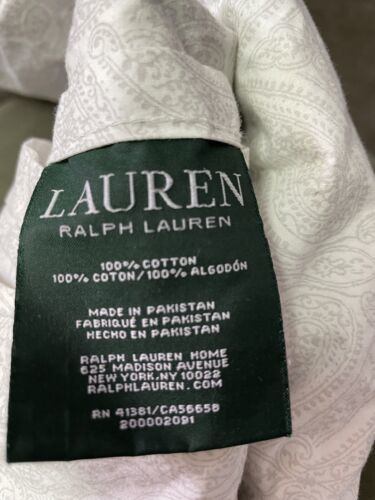 LAUREN
RALPH LAUREN
100% COTTON
100% COTON/100% ALGODÓN
MADE IN PAKISTAN
FABRIQUÉ EN PAKISTAN
HECHO EN PAKISTAN
RALPH LAUREN HOME
625 MADISON AVENUE
NEW YORK,NY 10022
RALPHLAUREN.COM
RN 41381/CA56658
200002091